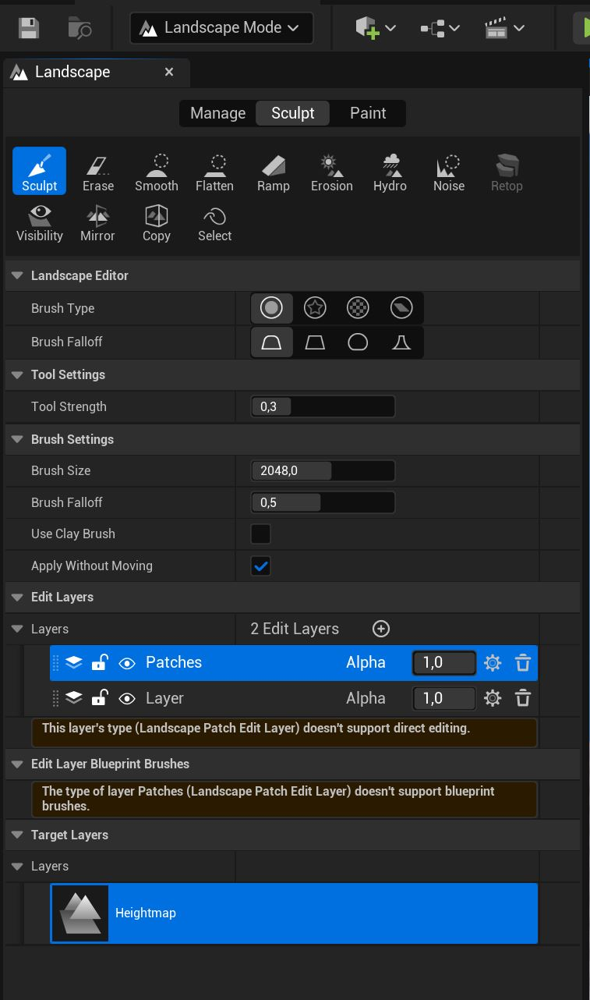 Landscape Mode
Landscape
Manage Sculpt Paint
Sculpt Erase Smooth Flatten Ramp Erosion Hydro Noise Retop
Visibility Mirror Copy Select
Landscape Editor
Brush Type
Brush Falloff
Tool Settings
Tool Strength 0,3
Brush Settings
Brush Size 2048,0
Brush Falloff 0,5
Use Clay Brush
Apply Without Moving
Edit Layers
Layers 2 Edit Layers
Patches Alpha 1,0
Layer Alpha 1,0
This layer's type (Landscape Patch Edit Layer) doesn't support direct editing.
Edit Layer Blueprint Brushes
The type of layer Patches (Landscape Patch Edit Layer) doesn't support blueprint
brushes.
Target Layers
Layers
Heightmap